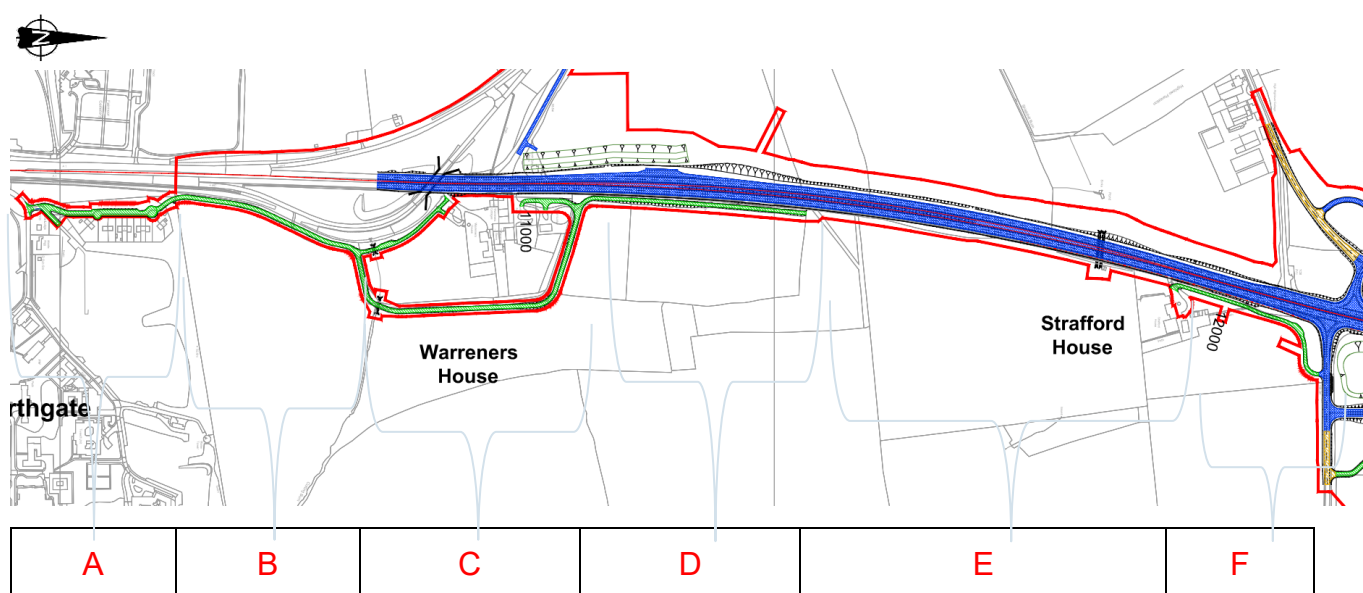 N
11000
Warreners
House
Strafford
House
12000
rthgate
A B C D E F